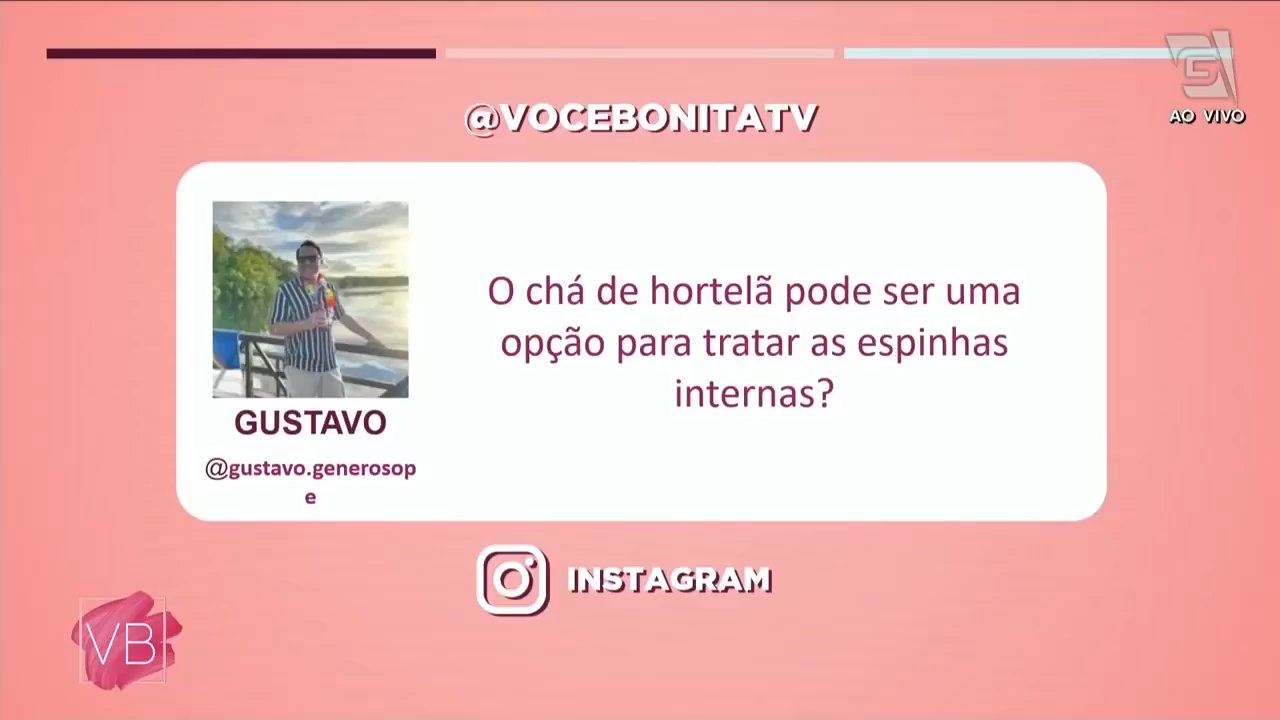 AO VIVO
@VOCEBONITATV
O chá de hortelã pode ser uma
opção para tratar as espinhas
internas?
GUSTAVO
@gustavo.generosop
e
INSTAGRAM
VB